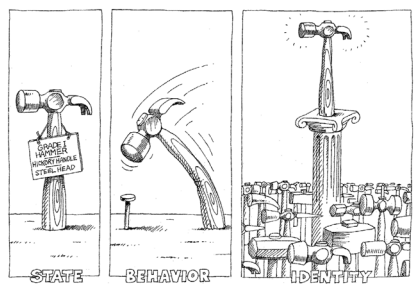 GRADE 1
HAMMER
HICKORY HANDLE
STEEL HEAD
STATE
BEHAVIOR
IDENTITY